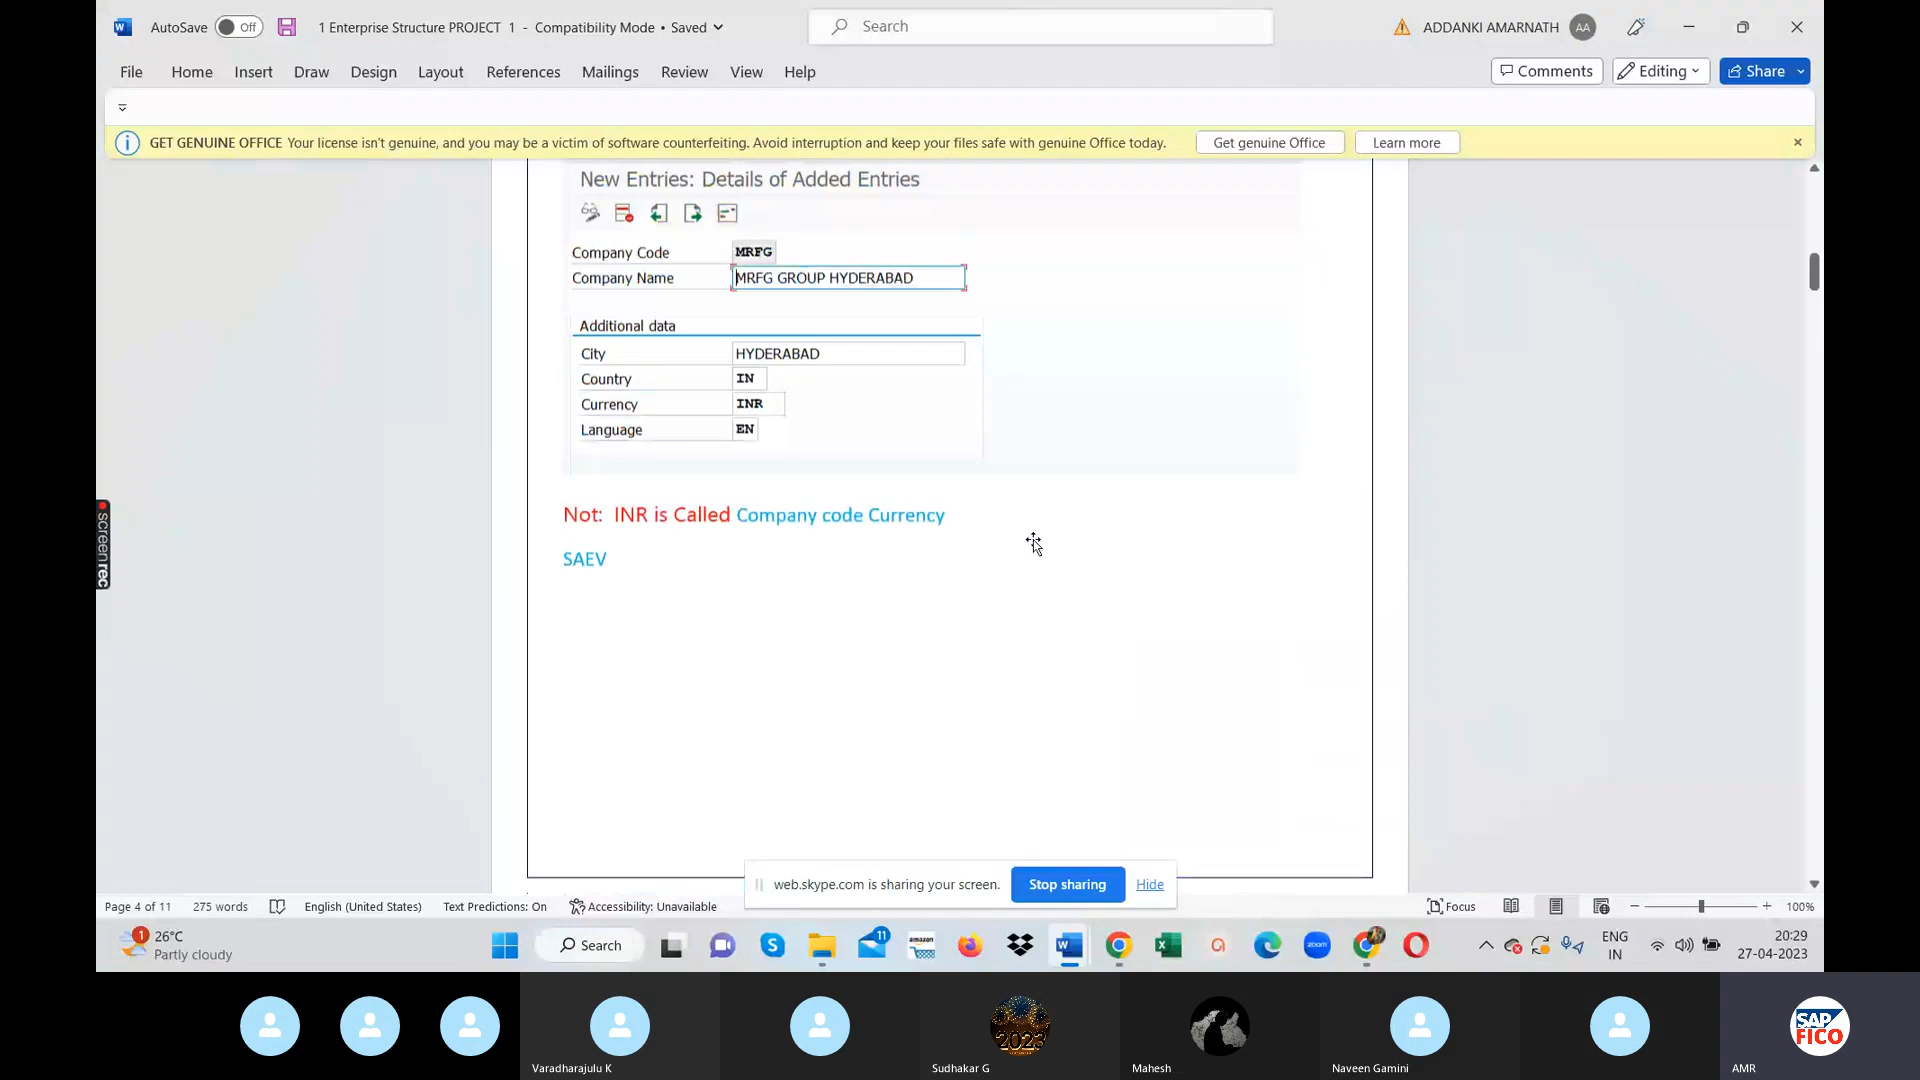 AutoSave Off 1 Enterprise Structure PROJECT 1 - Compatibility Mode • Saved Search ADDANKI AMARNATH AA
File Home Insert Draw Design Layout References Mailings Review View Help Comments Editing Share
GET GENUINE OFFICE Your license isn't genuine, and you may be a victim of software counterfeiting. Avoid interruption and keep your files safe with genuine Office today. Get genuine Office Learn more
New Entries: Details of Added Entries
Company Code MRFG
Company Name MRFG GROUP HYDERABAD
Additional data
City HYDERABAD
Country IN
Currency INR
Language EN
Not: INR is Called Company code Currency
SAEV
screenrec
web.skype.com is sharing your screen. Stop sharing Hide
Page 4 of 11 275 words English (United States) Text Predictions: On Accessibility: Unavailable Focus 100%
1 26°C Search 11 amazon zoom ENG 20:29
Partly cloudy IN 27-04-2023
2023 SAP FICO
Varadharajulu K Sudhakar G Mahesh Naveen Gamini AMR